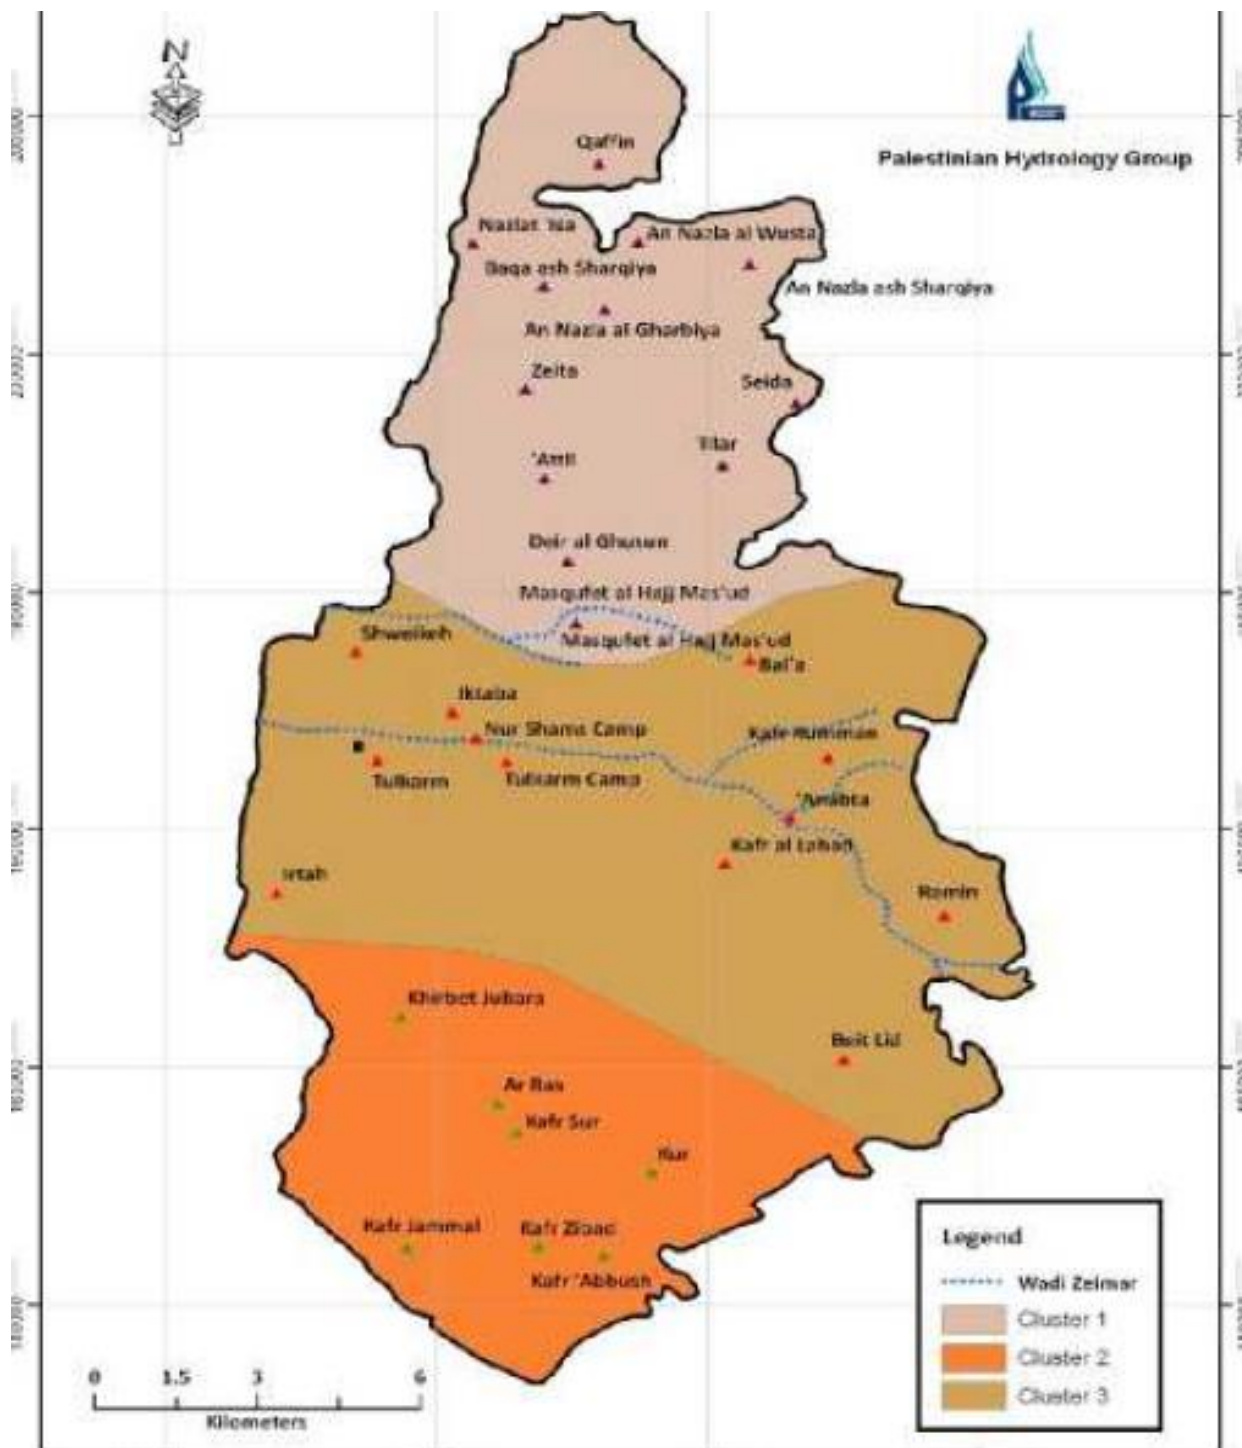 N
Palestinian Hydrology Group
Qaffin
Nazlat 'Isa
An Nazla al Wusta
Baqa ash Sharqiya
An Nazla ash Sharqiya
An Nazla al Gharbiya
Zeita
Seida
'Attil
Deir al Ghusun
Masqufet al Hajj Mas'ud
Masqufet al Hajj Mas'ud
Shweikeh
Bal'a
Iktaba
Nur Shams Camp
Kafr Rumman
Tulkarm
Tulkarm Camp
'Anabta
Kafr al Labad
Irtah
Ramin
Khirbet Jubara
Beit Lid
Ar Ras
Kafr Sur
Kur
Kafr Jammal
Kafr Zibad
Kafr 'Abbush
Legend
Wadi Zeimar
Cluster 1
Cluster 2
Cluster 3
0 1.5 3 6
Kilometers